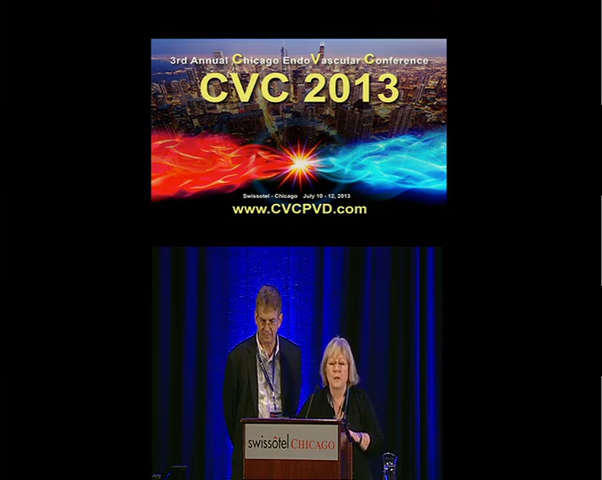 3rd Annual Chicago EndoVascular Conference
CVC 2013
Swissotel - Chicago July 10 - 12, 2013
www.CVCPVD.com
swissôtel CHICAGO